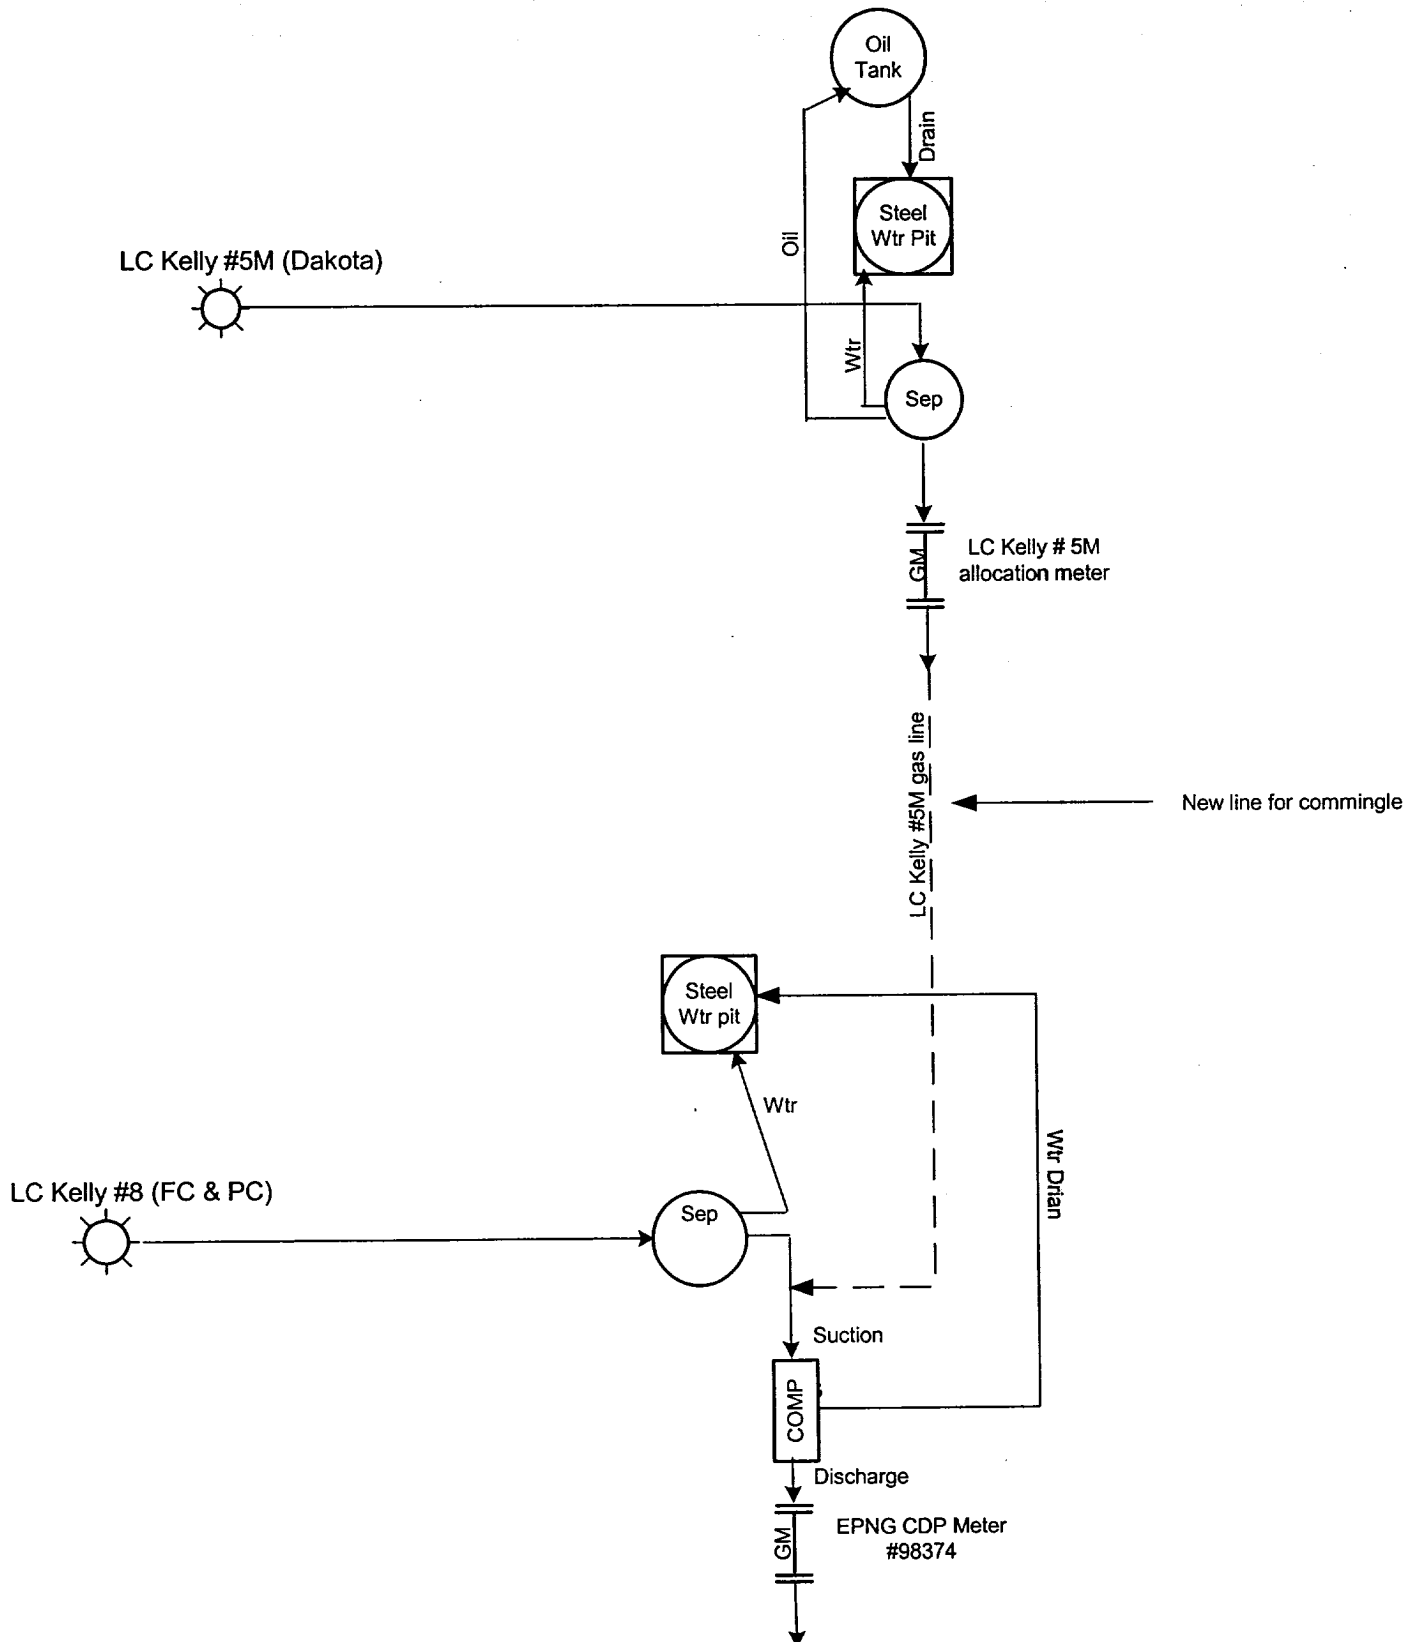 Oil
Tank
Drain
Steel
Wtr Pit
Oil
LC Kelly #5M (Dakota)
Wtr
Sep
GM
LC Kelly # 5M
allocation meter
LC Kelly #5M gas line
New line for commingle
Steel
Wtr pit
Wtr
Wtr Drian
LC Kelly #8 (FC & PC)
Sep
Suction
COMP
Discharge
GM
EPNG CDP Meter
#98374